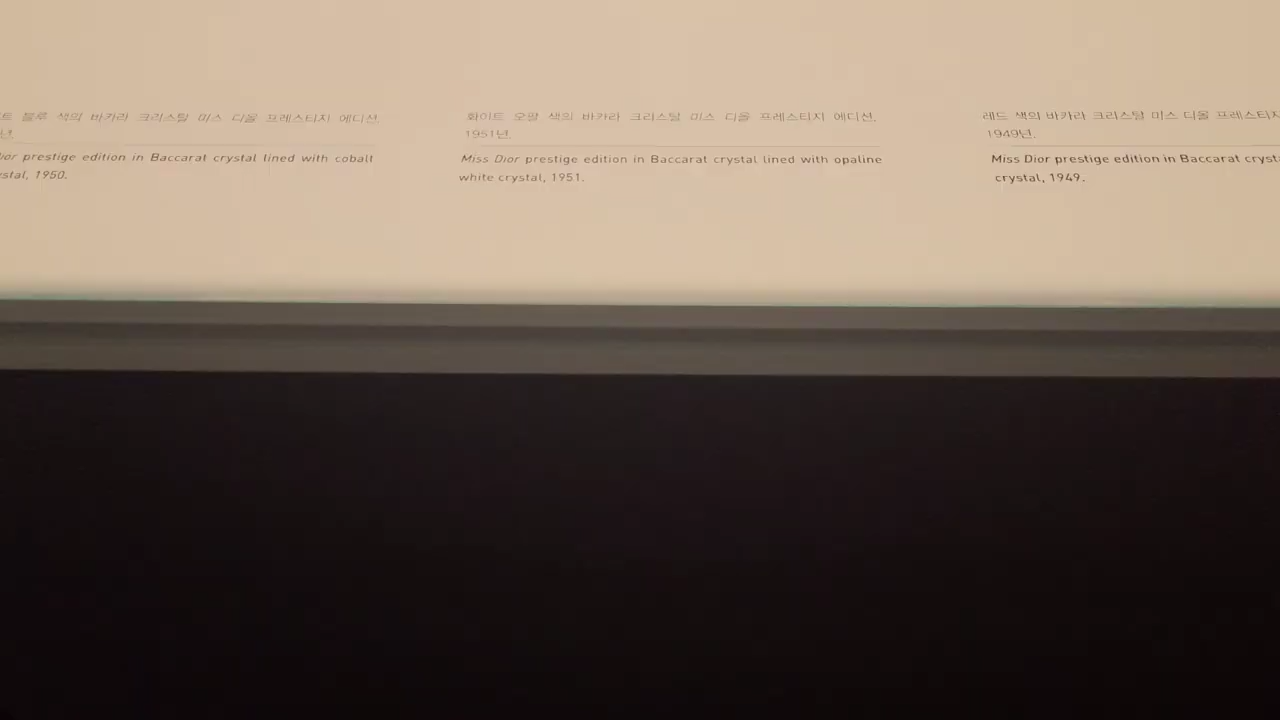 블루 색의 바카라 크리스탈 미스 디올 프레스티지 에디션,
년.
prestige edition in Baccarat crystal lined with cobalt
1950.
화이트 오팔 색의 바카라 크리스탈 미스 디올 프레스티지 에디션,
1951년.
Miss Dior prestige edition in Baccarat crystal lined with opaline
white crystal, 1951.
레드 색의 바카라 크리스탈 미스 디올 프레스티지
1949년.
Miss Dior prestige edition in Baccarat
crystal, 1949.